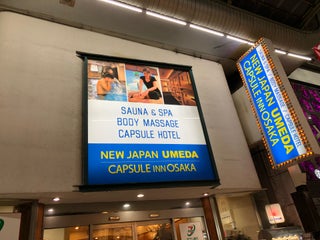 SAUNA & SPA
BODY MASSAGE
CAPSULE HOTEL
NEW JAPAN UMEDA
CAPSULE INN OSAKA
NEW JAPAN UMEDA
CAPSULE INN OSAKA